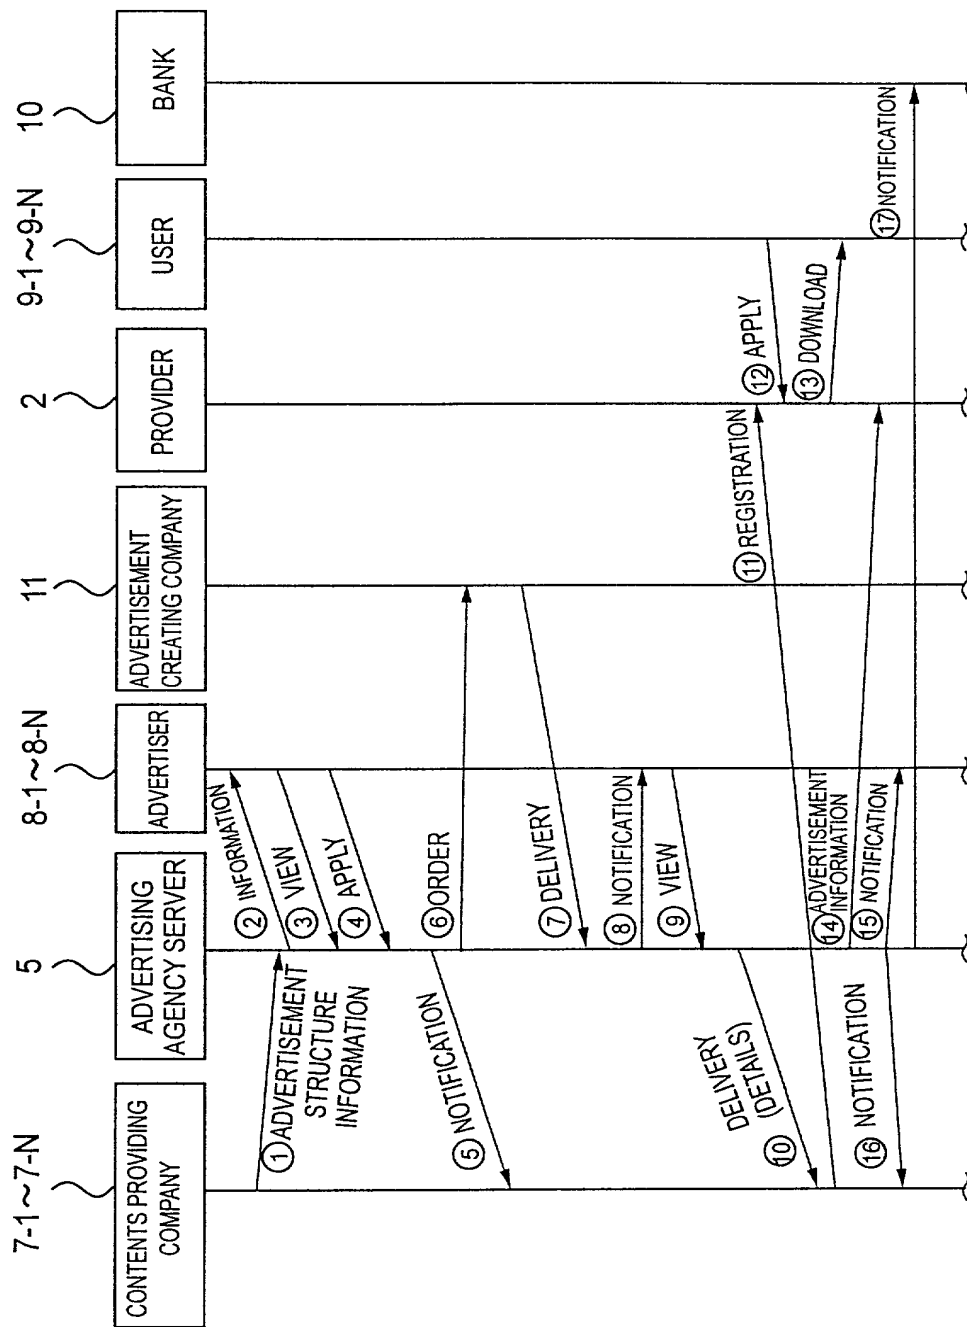 7-1~7-N
CONTENTS PROVIDING
COMPANY
5
ADVERTISING
AGENCY SERVER
8-1~8-N
ADVERTISER
11
ADVERTISEMENT
CREATING COMPANY
2
PROVIDER
9-1~9-N
USER
10
BANK
① ADVERTISEMENT
STRUCTURE
INFORMATION
② INFORMATION
③ VIEW
④ APPLY
⑤ NOTIFICATION
⑥ ORDER
⑦ DELIVERY
⑧ NOTIFICATION
⑨ VIEW
⑩ DELIVERY
(DETAILS)
⑪ REGISTRATION
⑫ APPLY
⑬ DOWNLOAD
⑭ ADVERTISEMENT
INFORMATION
⑮ NOTIFICATION
⑯ NOTIFICATION
⑰ NOTIFICATION